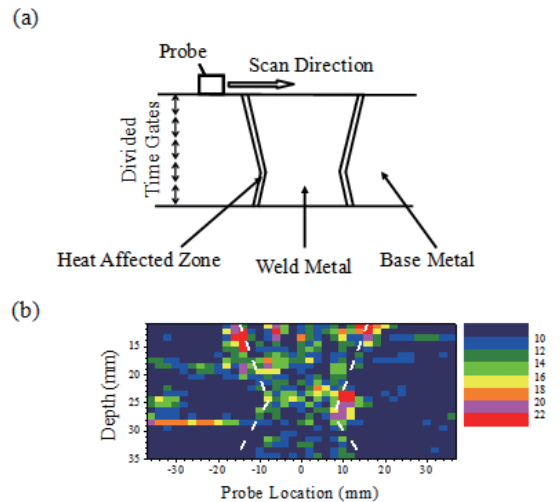 (a)
Probe
Scan Direction
Divided
Time Gates
Heat Affected Zone
Weld Metal
Base Metal
(b)
Depth (mm)
15
20
25
30
35
-30
-20
-10
0
10
20
30
Probe Location (mm)
10
12
14
16
18
20
22